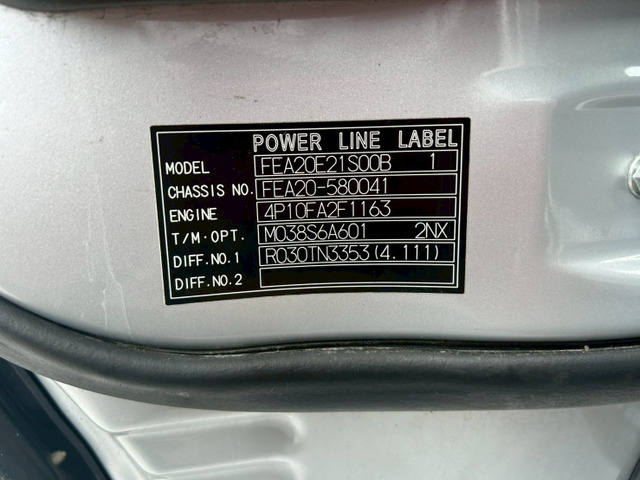 POWER LINE LABEL
MODEL FEA20E21S00B 1
CHASSIS NO. FEA20-580041
ENGINE 4P10FA2F1163
T/M·OPT. M038S6A601 2NX
DIFF.NO.1 R030TN3353(4.111)
DIFF.NO.2